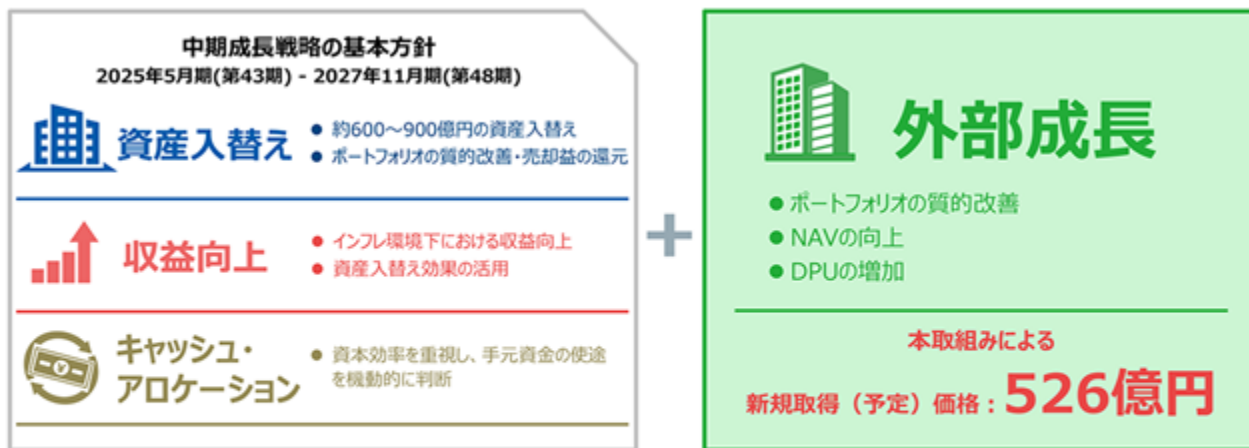 中期成長戦略の基本方針
2025年5月期(第43期) - 2027年11月期(第48期)
資産入替え
● 約600～900億円の資産入替え
● ポートフォリオの質的改善・売却益の還元
収益向上
● インフレ環境下における収益向上
● 資産入替え効果の活用
キャッシュ・
アロケーション
● 資本効率を重視し、手元資金の使途
を機動的に判断
+
外部成長
● ポートフォリオの質的改善
● NAVの向上
● DPUの増加
本取組みによる
新規取得（予定）価格：526億円